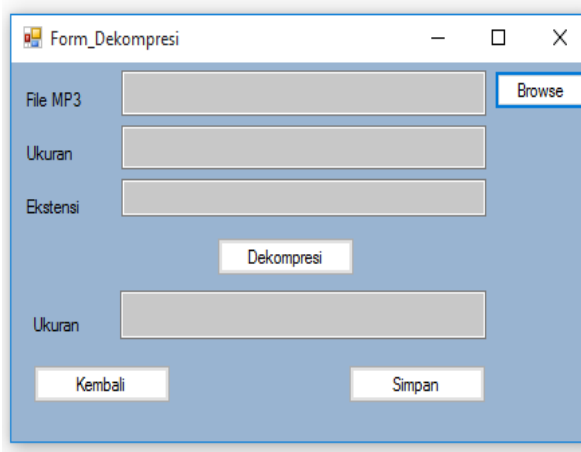 Form_Dekompresi
File MP3
Browse
Ukuran
Ekstensi
Dekompresi
Ukuran
Kembali
Simpan